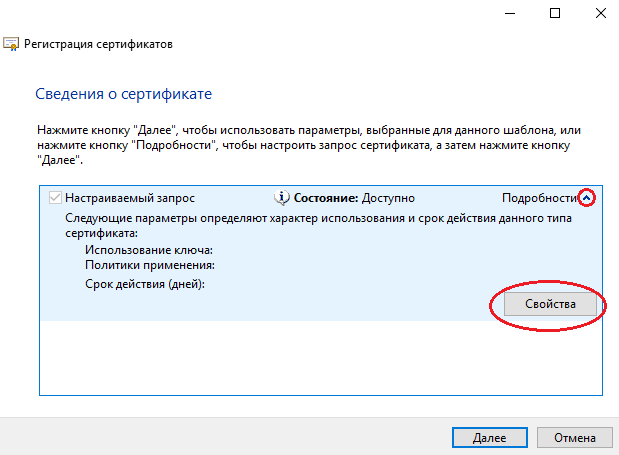 Регистрация сертификатов
Сведения о сертификате
Нажмите кнопку "Далее", чтобы использовать параметры, выбранные для данного шаблона, или
нажмите кнопку "Подробности", чтобы настроить запрос сертификата, а затем нажмите кнопку
"Далее".
Настраиваемый запрос Состояние: Доступно Подробности
Следующие параметры определяют характер использования и срок действия данного типа
сертификата:
Использование ключа:
Политики применения:
Срок действия (дней):
Свойства
Далее Отмена